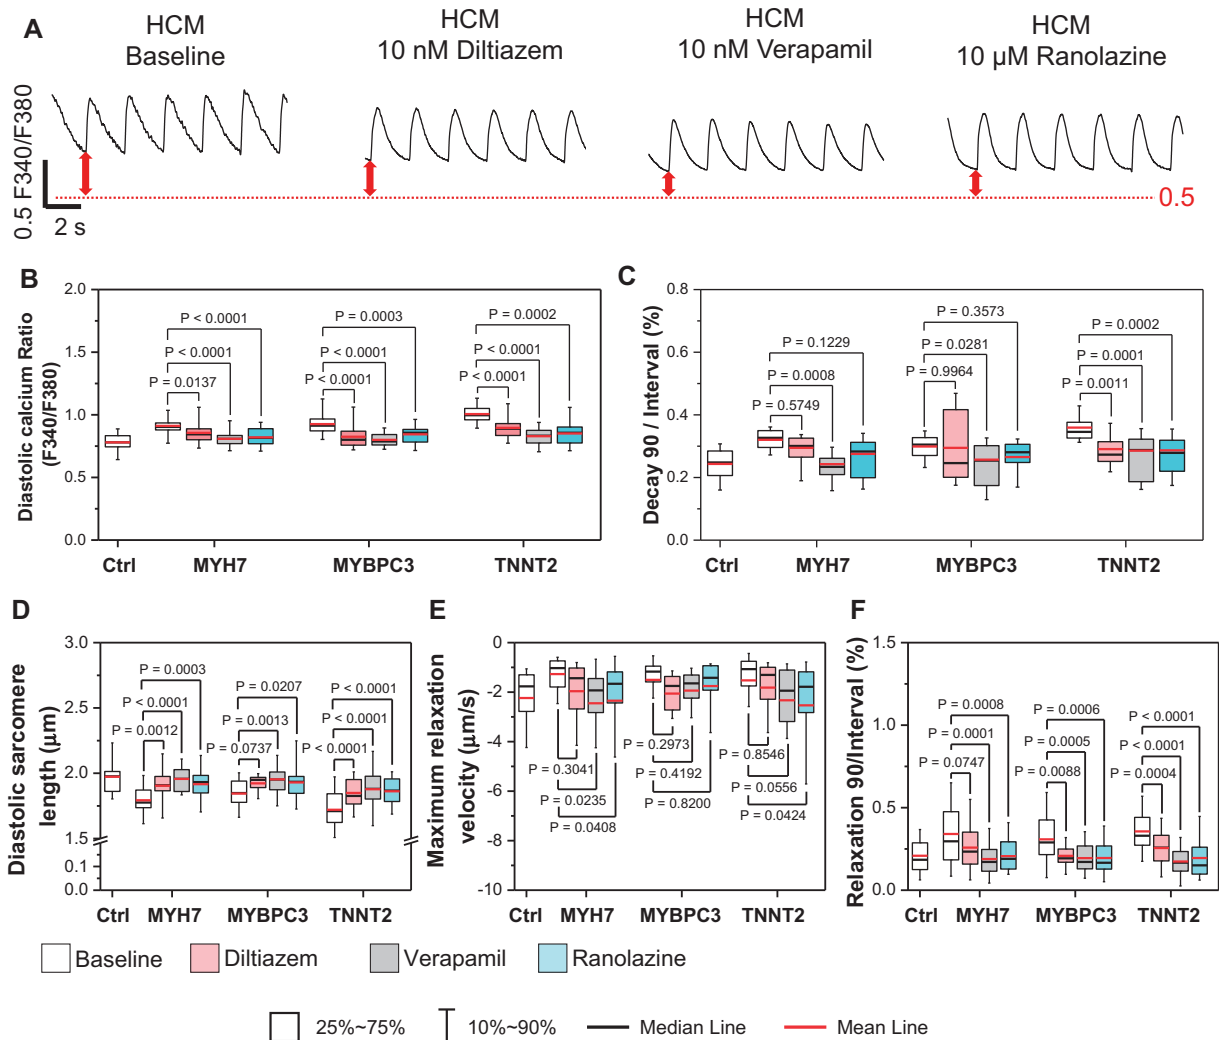 A
HCM
Baseline
HCM
10 nM Diltiazem
HCM
10 nM Verapamil
HCM
10 µM Ranolazine
0.5 F340/F380
2 s
0.5
B
Diastolic calcium Ratio
(F340/F380)
2.0
1.5
1.0
0.5
0.0
P < 0.0001
P < 0.0001
P = 0.0137
P = 0.0003
P < 0.0001
P < 0.0001
P = 0.0002
P < 0.0001
P < 0.0001
Ctrl MYH7 MYBPC3 TNNT2
C
Decay 90 / Interval (%)
0.8
0.6
0.4
0.2
0.0
P = 0.1229
P = 0.0008
P = 0.5749
P = 0.3573
P = 0.0281
P = 0.9964
P = 0.0002
P = 0.0001
P = 0.0011
Ctrl MYH7 MYBPC3 TNNT2
D
Diastolic sarcomere
length (µm)
3.0
2.5
2.0
1.5
0.1
0.0
P = 0.0003
P < 0.0001
P = 0.0012
P = 0.0207
P = 0.0013
P = 0.0737
P < 0.0001
P < 0.0001
P < 0.0001
Ctrl MYH7 MYBPC3 TNNT2
E
Maximum relaxation
velocity (µm/s)
0
-2
-4
-6
-8
-10
P = 0.3041
P = 0.0235
P = 0.0408
P = 0.2973
P = 0.4192
P = 0.8200
P = 0.8546
P = 0.0556
P = 0.0424
Ctrl MYH7 MYBPC3 TNNT2
F
Relaxation 90/Interval (%)
1.5
1.0
0.5
0.0
P = 0.0008
P = 0.0001
P = 0.0747
P = 0.0006
P = 0.0005
P = 0.0088
P < 0.0001
P < 0.0001
P = 0.0004
Ctrl MYH7 MYBPC3 TNNT2
Baseline Diltiazem Verapamil Ranolazine
25%~75% 10%~90% Median Line Mean Line